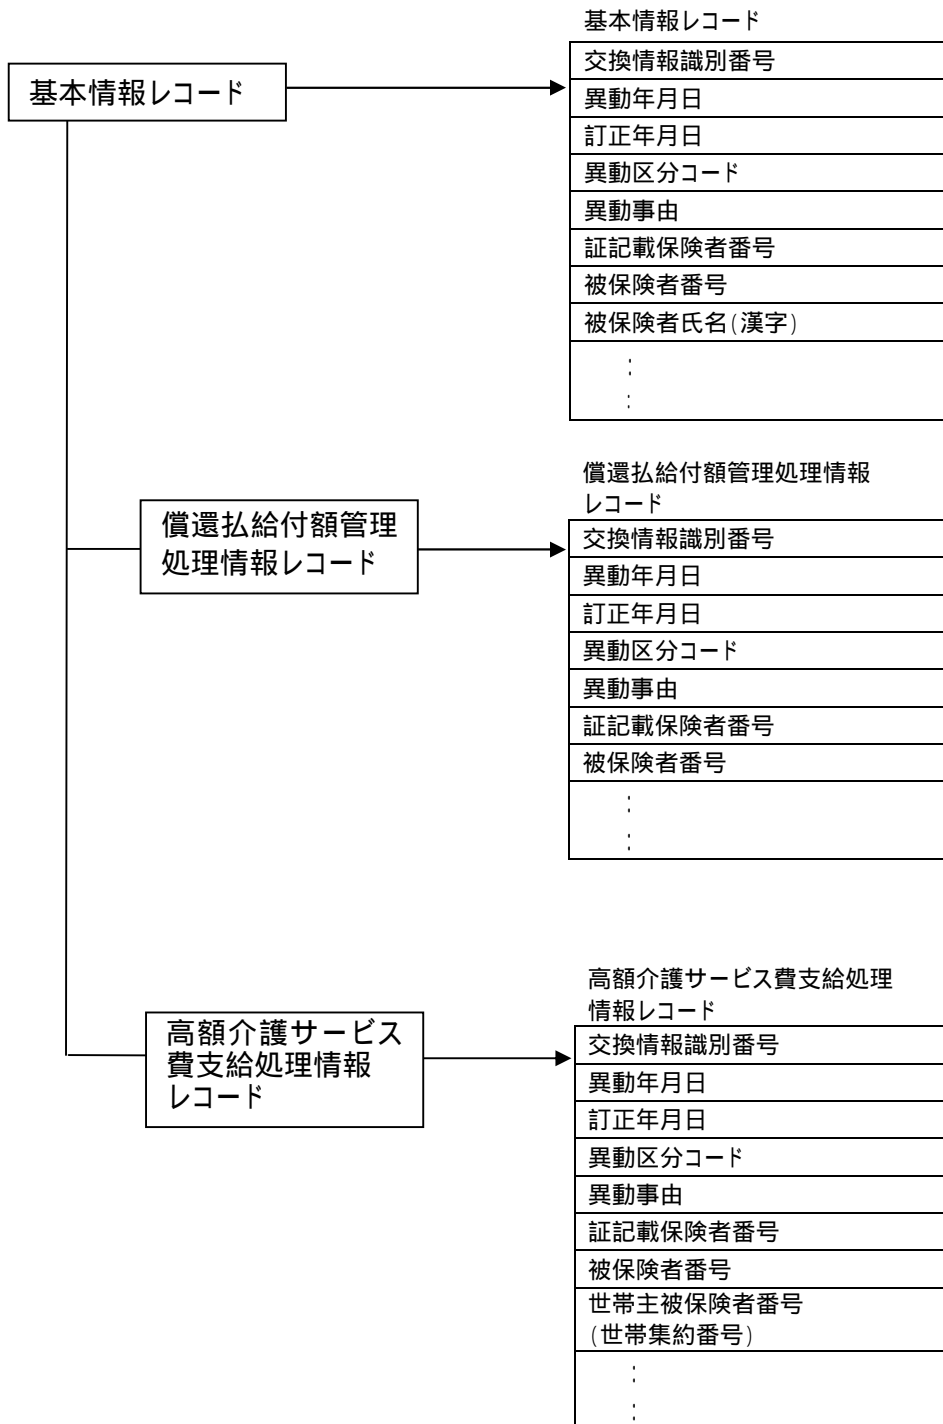 基本情報レコード
基本情報レコード
交換情報識別番号
異動年月日
訂正年月日
異動区分コード
異動事由
証記載保険者番号
被保険者番号
被保険者氏名(漢字)
:
:
償還払給付額管理
処理情報レコード
償還払給付額管理処理情報
レコード
交換情報識別番号
異動年月日
訂正年月日
異動区分コード
異動事由
証記載保険者番号
被保険者番号
:
:
高額介護サービス
費支給処理情報
レコード
高額介護サービス費支給処理
情報レコード
交換情報識別番号
異動年月日
訂正年月日
異動区分コード
異動事由
証記載保険者番号
被保険者番号
世帯主被保険者番号
(世帯集約番号)
:
: